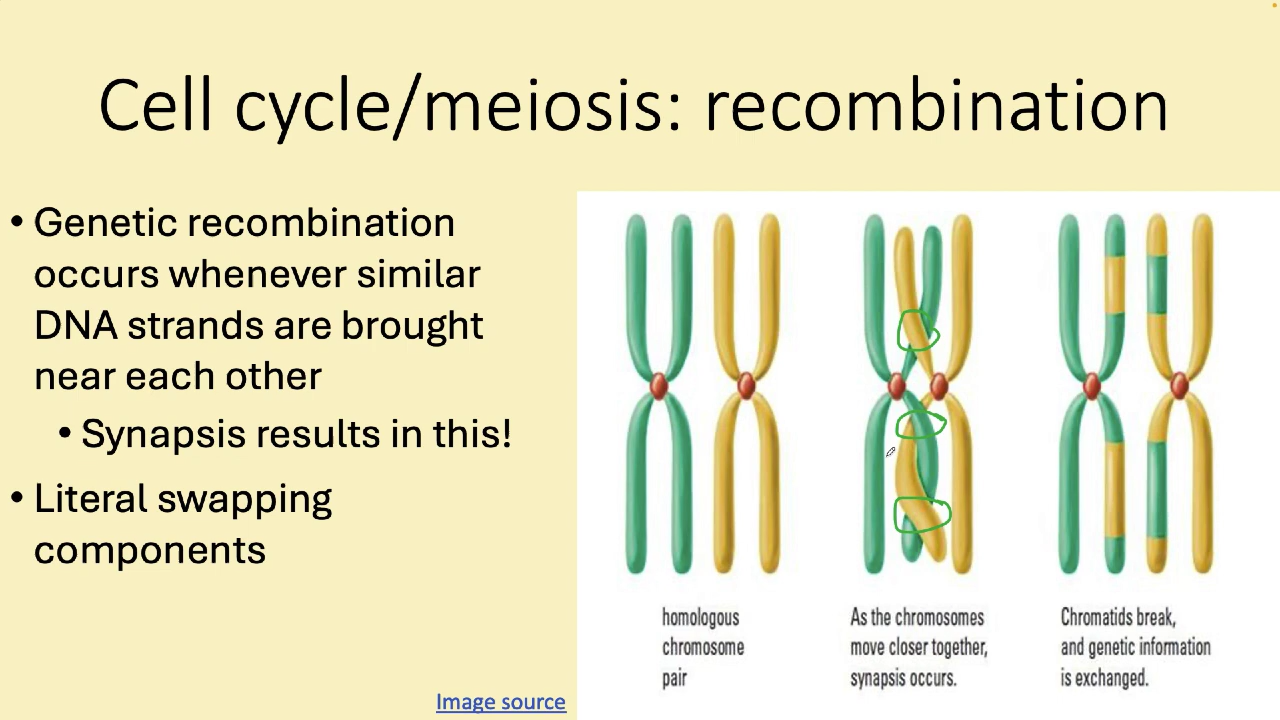 Cell cycle/meiosis: recombination
• Genetic recombination
occurs whenever similar
DNA strands are brought
near each other
• Synapsis results in this!
• Literal swapping
components
Image source
homologous
chromosome
pair
As the chromosomes
move closer together,
synapsis occurs.
Chromatids break,
and genetic information
is exchanged.